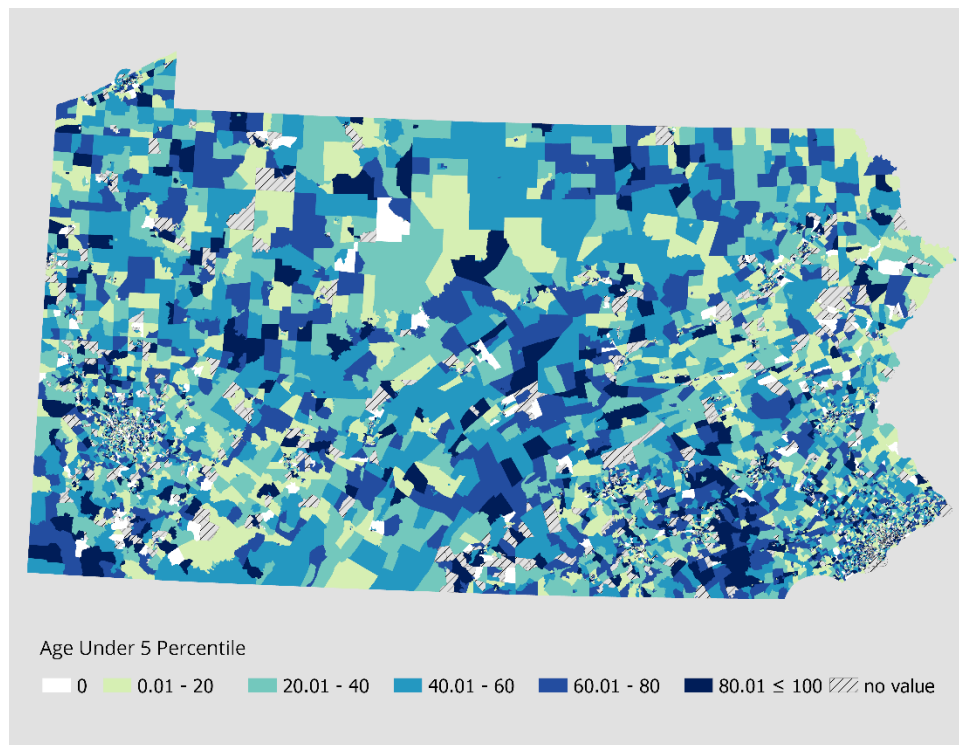 Age Under 5 Percentile
0 0.01 - 20 20.01 - 40 40.01 - 60 60.01 - 80 80.01 ≤ 100 no value